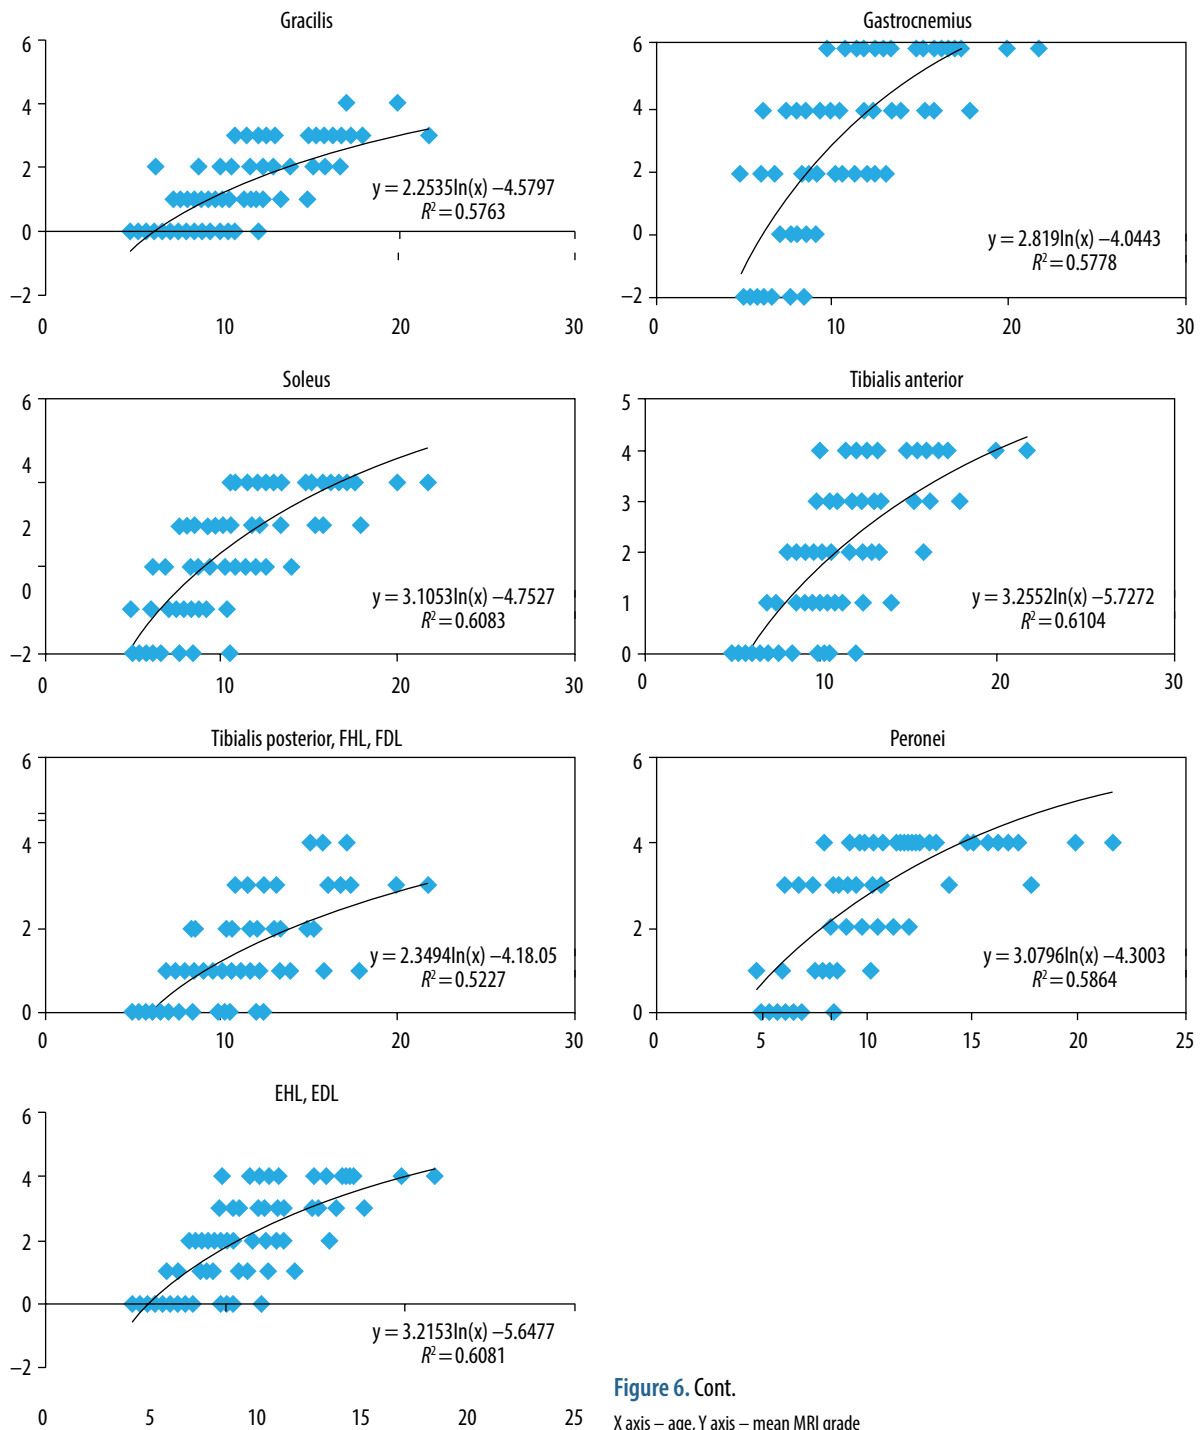 Gracilis
6
4
2
0
−2
0 10 20 30
y = 2.2535ln(x) −4.5797
R² = 0.5763
Gastrocnemius
6
4
2
0
−2
0 10 20 30
y = 2.819ln(x) −4.0443
R² = 0.5778
Soleus
6
4
2
0
−2
0 10 20 30
y = 3.1053ln(x) −4.7527
R² = 0.6083
Tibialis anterior
5
4
3
2
1
0
0 10 20 30
y = 3.2552ln(x) −5.7272
R² = 0.6104
Tibialis posterior, FHL, FDL
6
4
2
0
0 10 20 30
y = 2.3494ln(x) −4.18.05
R² = 0.5227
Peronei
6
4
2
0
0 5 10 15 20 25
y = 3.0796ln(x) −4.3003
R² = 0.5864
EHL, EDL
6
4
2
0
−2
0 5 10 15 20 25
y = 3.2153ln(x) −5.6477
R² = 0.6081
Figure 6. Cont.
X axis – age, Y axis – mean MRI grade